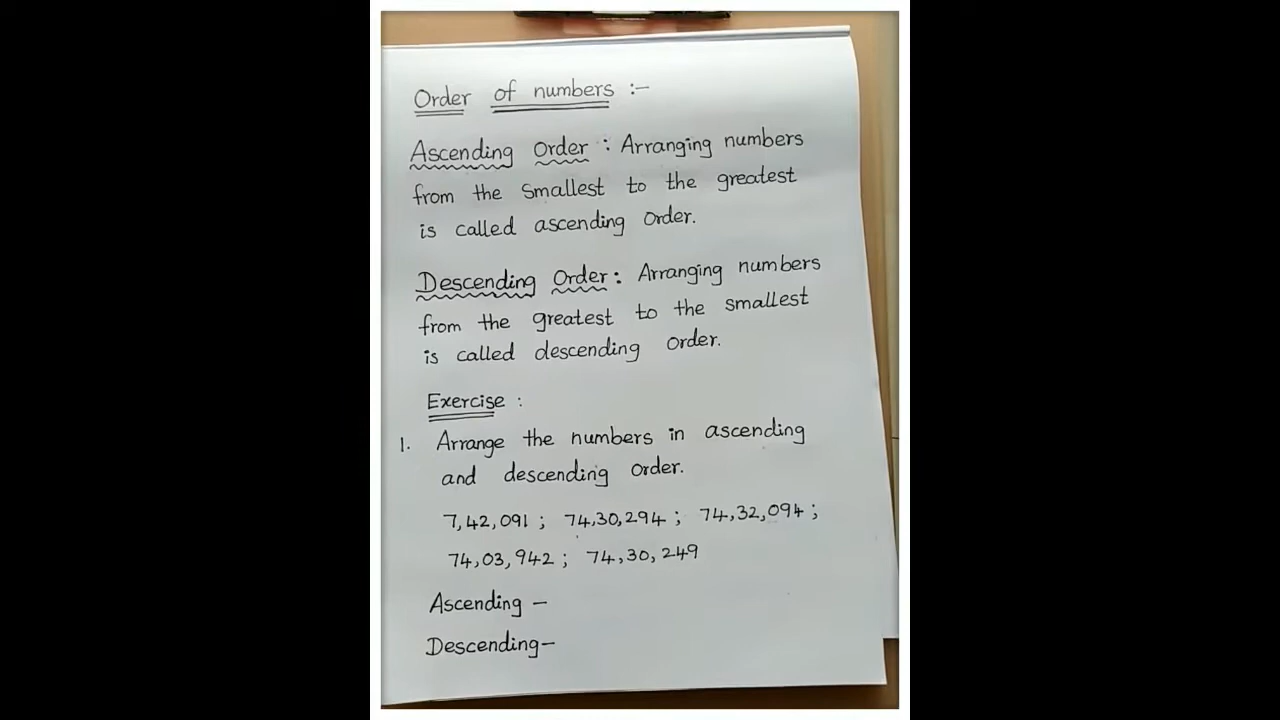 Order of numbers :-
Ascending Order : Arranging numbers
from the Smallest to the greatest
is called ascending Order.
Descending Order : Arranging numbers
from the greatest to the smallest
is called descending Order.
Exercise :
1. Arrange the numbers in ascending
and descending Order.
7,42,091 ; 74,30,294 ; 74,32,094 ;
74,03,942 ; 74,30,249
Ascending -
Descending-